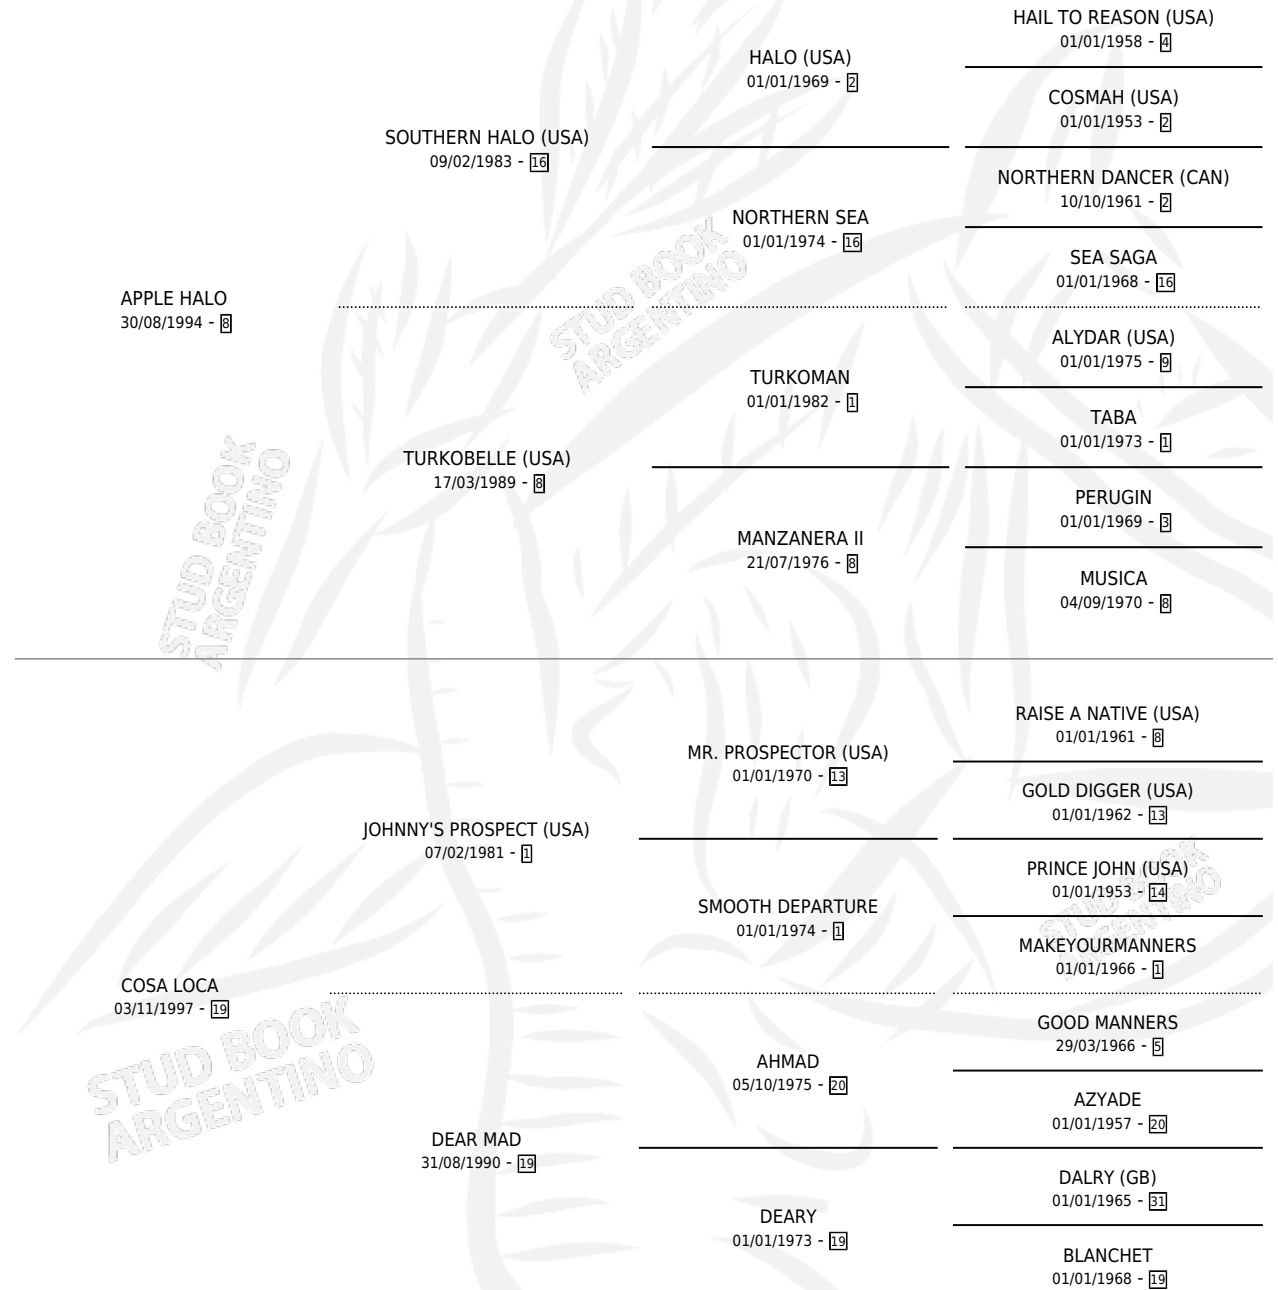 HAIL TO REASON (USA)
01/01/1958 - 4
HALO (USA)
01/01/1969 - 2
COSMAH (USA)
01/01/1953 - 2
SOUTHERN HALO (USA)
09/02/1983 - 16
NORTHERN DANCER (CAN)
10/10/1961 - 2
NORTHERN SEA
01/01/1974 - 16
SEA SAGA
01/01/1968 - 16
APPLE HALO
30/08/1994 - 8
STUD BOOK
ARGENTINO
ALYDAR (USA)
01/01/1975 - 9
TURKOMAN
01/01/1982 - 1
TABA
01/01/1973 - 1
TURKOBELLE (USA)
17/03/1989 - 8
PERUGIN
01/01/1969 - 3
MANZANERA II
21/07/1976 - 8
MUSICA
04/09/1970 - 8
STUD BOOK
ARGENTINO
RAISE A NATIVE (USA)
01/01/1961 - 8
MR. PROSPECTOR (USA)
01/01/1970 - 13
GOLD DIGGER (USA)
01/01/1962 - 13
JOHNNY'S PROSPECT (USA)
07/02/1981 - 1
PRINCE JOHN (USA)
01/01/1953 - 14
SMOOTH DEPARTURE
01/01/1974 - 1
STUD BOOK
ARGENTINO
MAKEYOURMANNERS
01/01/1966 - 1
COSA LOCA
03/11/1997 - 19
STUD BOOK
ARGENTINO
GOOD MANNERS
29/03/1966 - 5
AHMAD
05/10/1975 - 20
AZYADE
01/01/1957 - 20
DEAR MAD
31/08/1990 - 19
DALRY (GB)
01/01/1965 - 31
DEARY
01/01/1973 - 19
BLANCHET
01/01/1968 - 19